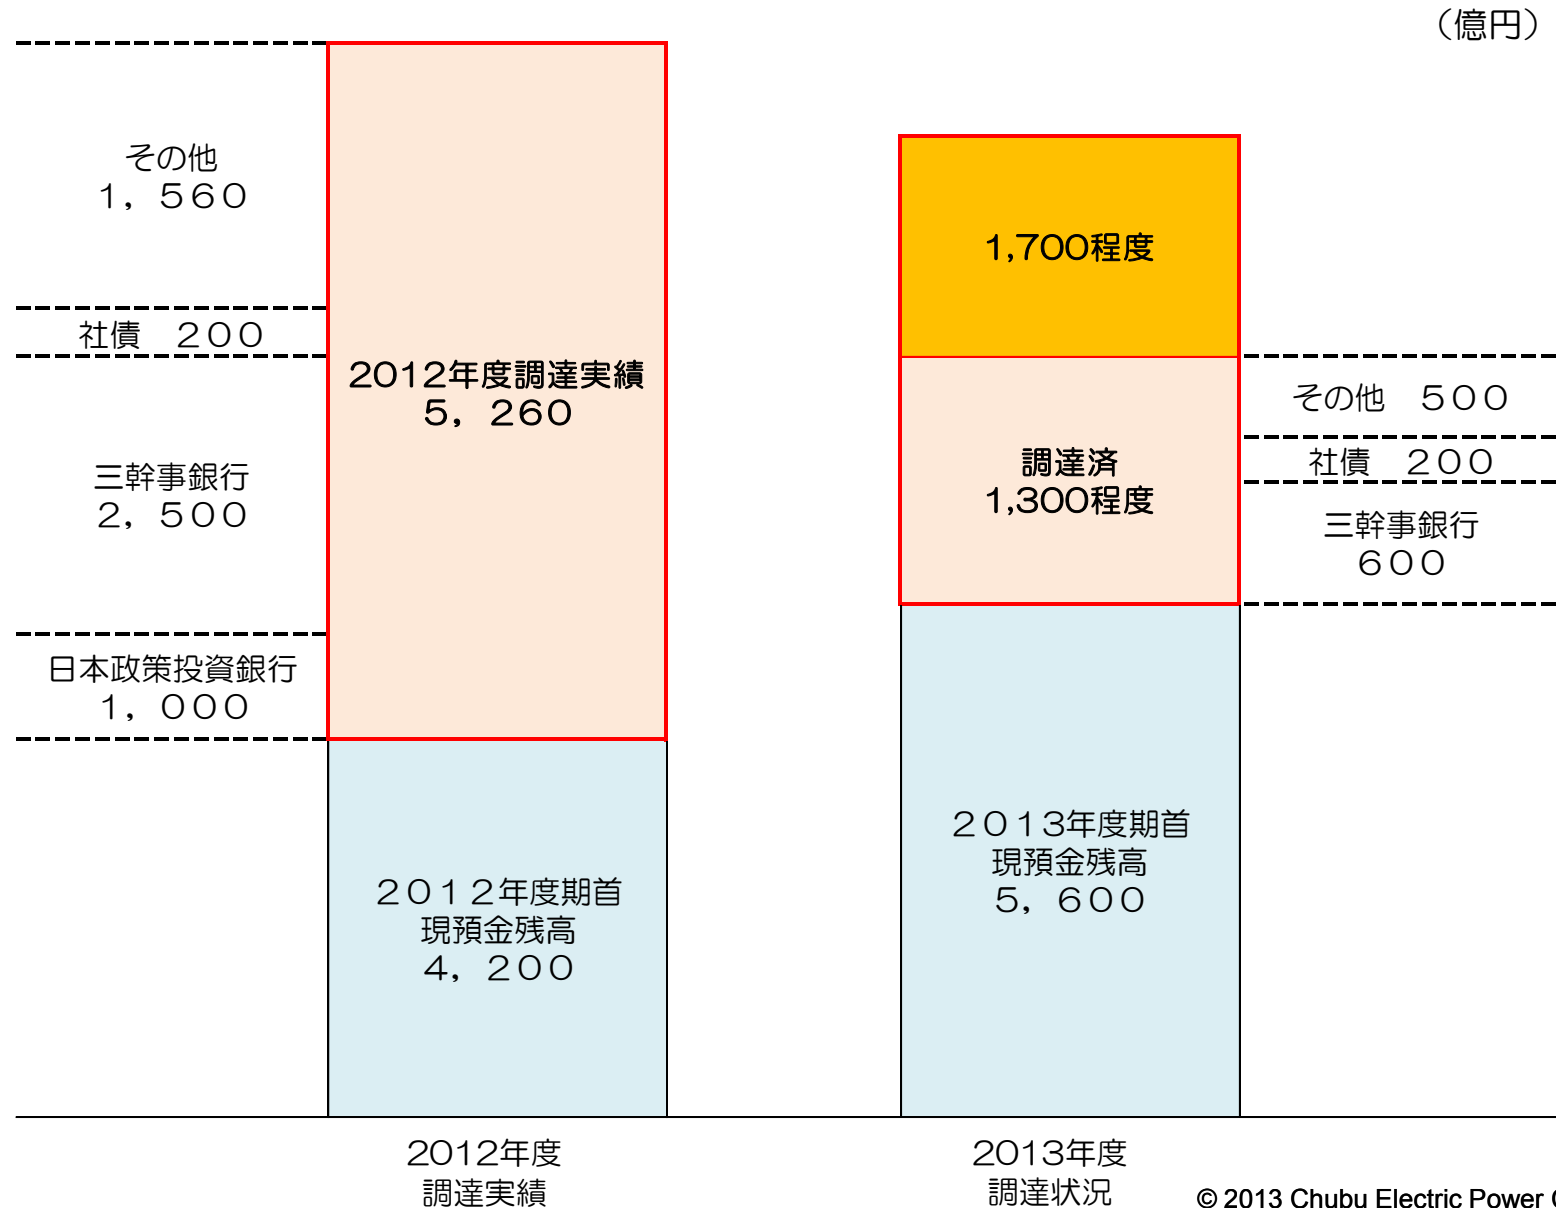 （億円）
その他
１，５６０
社債　２００
三幹事銀行
２，５００
日本政策投資銀行
１，０００
2012年度調達実績
５，２６０
２０１２年度期首
現預金残高
４，２００
1,700程度
調達済
1,300程度
２０１３年度期首
現預金残高
５，６００
その他　５００
社債　２００
三幹事銀行
６００
2012年度
調達実績
2013年度
調達状況
© 2013 Chubu Electric Power